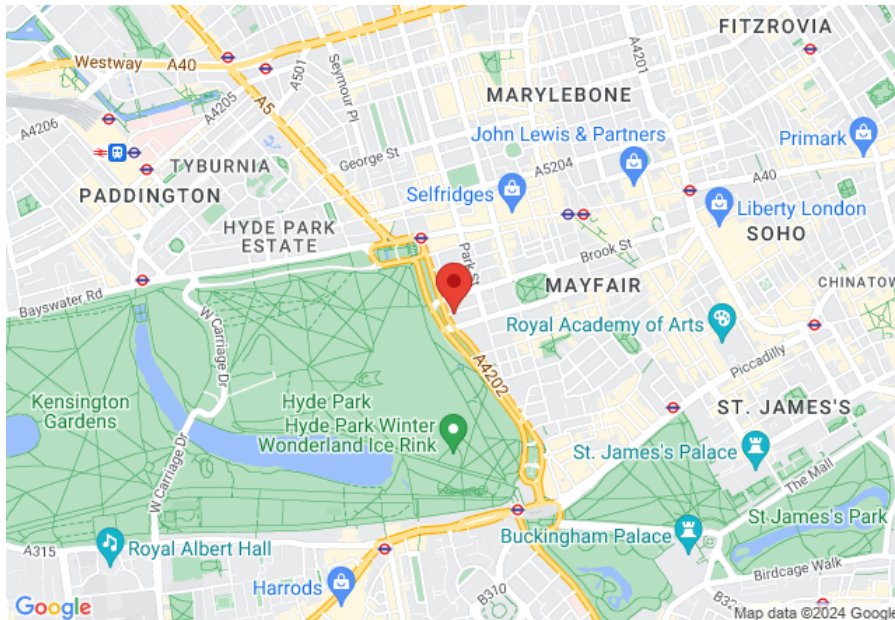 FITZROVIA
Westway
A40
A501
Seymour Pl
A4201
A5
A4205
A4206
MARYLEBONE
John Lewis & Partners
Primark
George St
A5204
TYBURNIA
A40
PADDINGTON
Selfridges
Liberty London
HYDE PARK
ESTATE
SOHO
Park St
Brook St
MAYFAIR
CHINATOW
Bayswater Rd
W Carriage Dr
Royal Academy of Arts
Piccadilly
A4202
Kensington
Gardens
Hyde Park
Hyde Park Winter
Wonderland Ice Rink
ST. JAMES'S
St. James's Palace
The Mall
W Carriage Dr
St James's Park
Buckingham Palace
A315
Royal Albert Hall
Harrods
B310
Birdcage Walk
B32
Google
Map data ©2024 Google